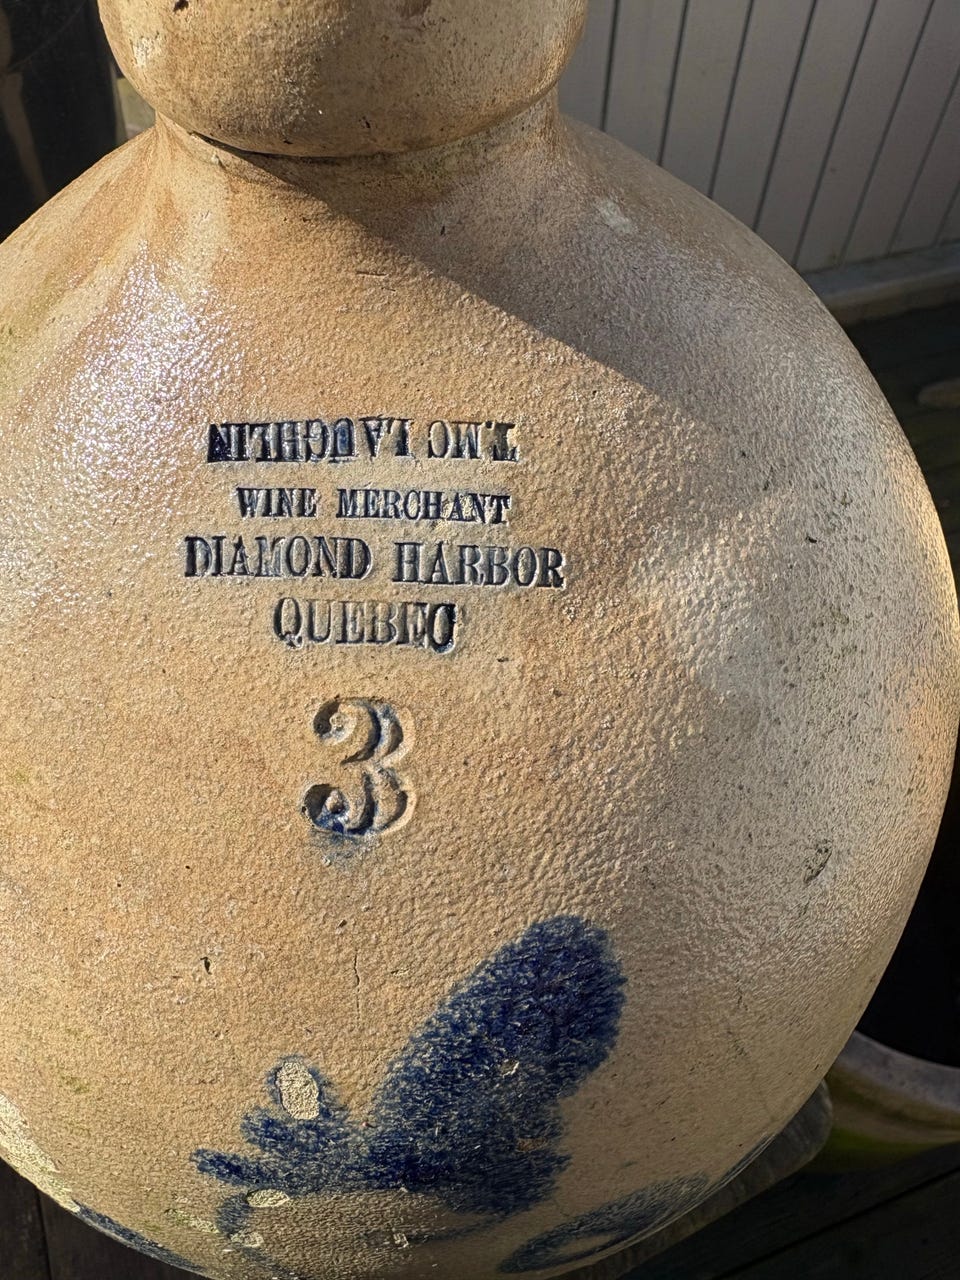 T. MC LAUGHLIN
WINE MERCHANT
DIAMOND HARBOR
QUEBEC
3